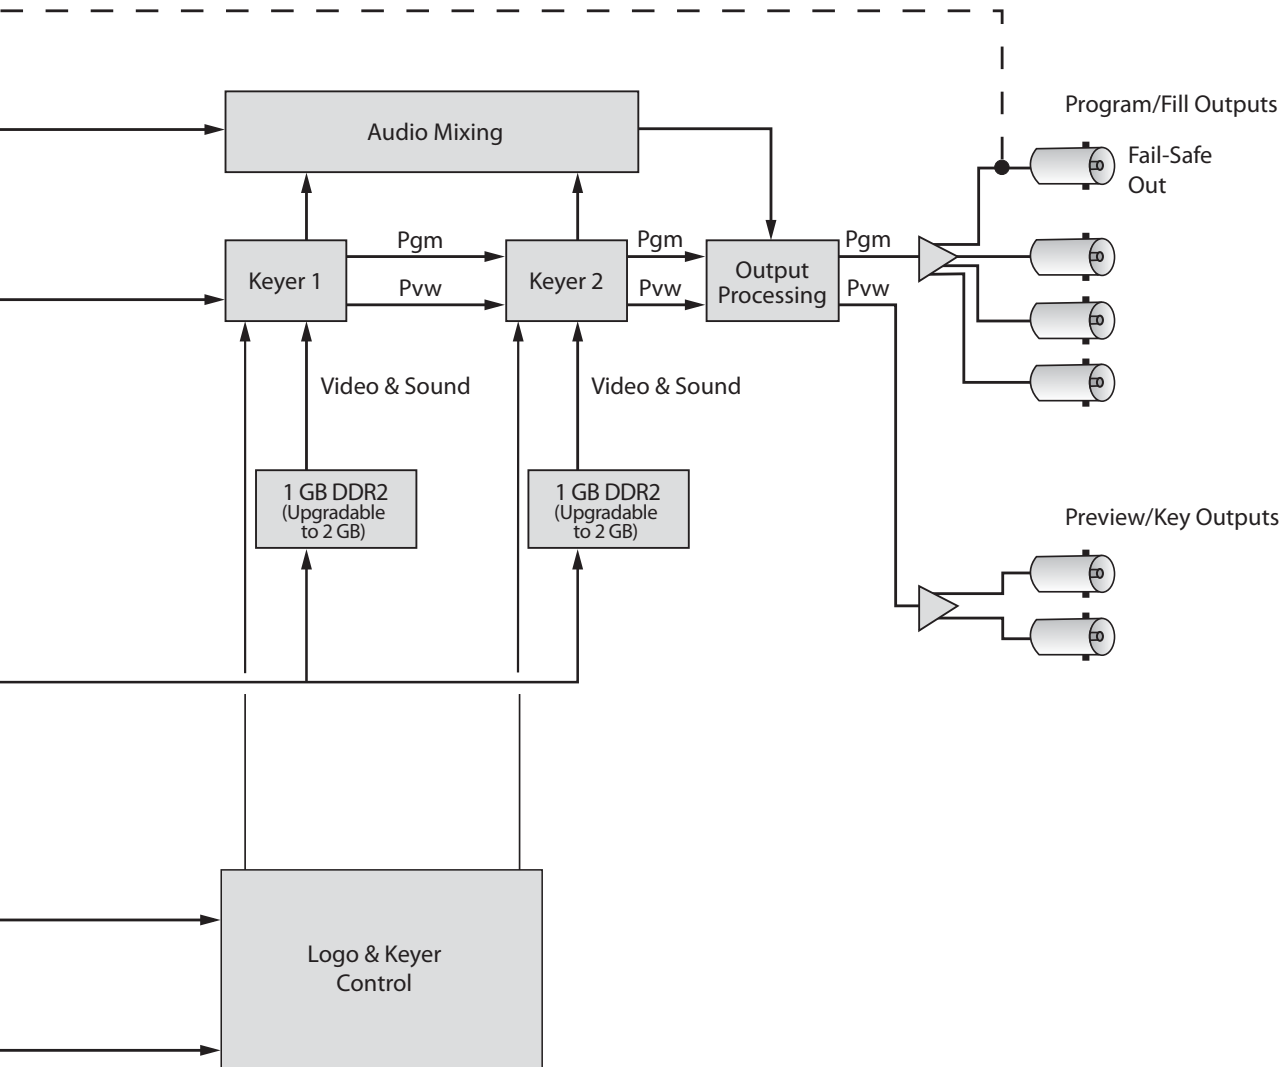 Program/Fill Outputs
Audio Mixing
Fail-Safe
Out
Pgm
Pgm
Pgm
Keyer 1
Keyer 2
Output
Processing
Pvw
Pvw
Pvw
Video & Sound
Video & Sound
1 GB DDR2
(Upgradable
to 2 GB)
1 GB DDR2
(Upgradable
to 2 GB)
Preview/Key Outputs
Logo & Keyer
Control